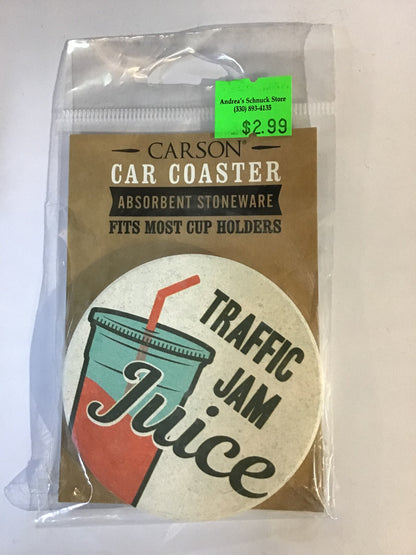 Andrea's Schnuck Store
(330) 893-4135
$2.99
CARSON®
CAR COASTER
ABSORBENT STONEWARE
FITS MOST CUP HOLDERS
TRAFFIC
JAM
Juice